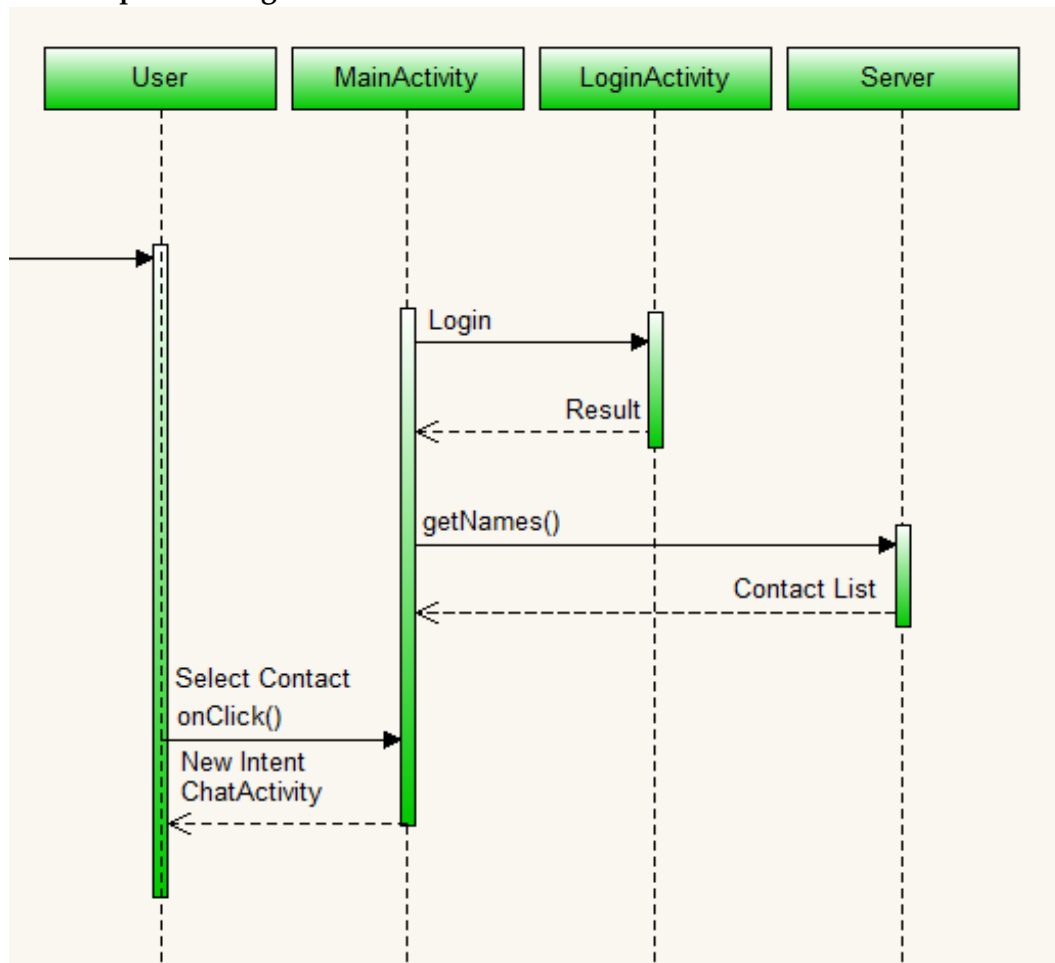 User
MainActivity
LoginActivity
Server
Login
Result
getNames()
Contact List
Select Contact
onClick()
New Intent
ChatActivity